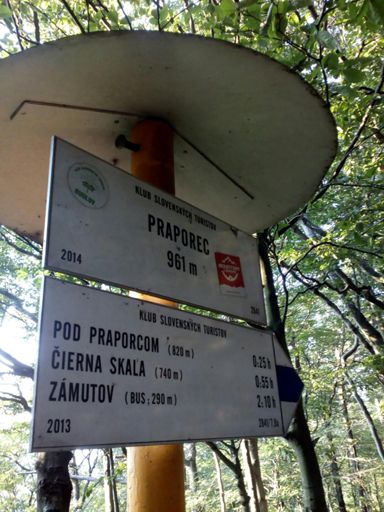 KLUB SLOVENSKÝCH TURISTOV
PRAPOREC
961 m
2014
2841
KLUB SLOVENSKÝCH TURISTOV
POD PRAPORCOM (820 m) 0:25 h
ČIERNA SKALA (740 m) 0:55 h
ZÁMUTOV (BUS; 290 m) 2:10 h
2013